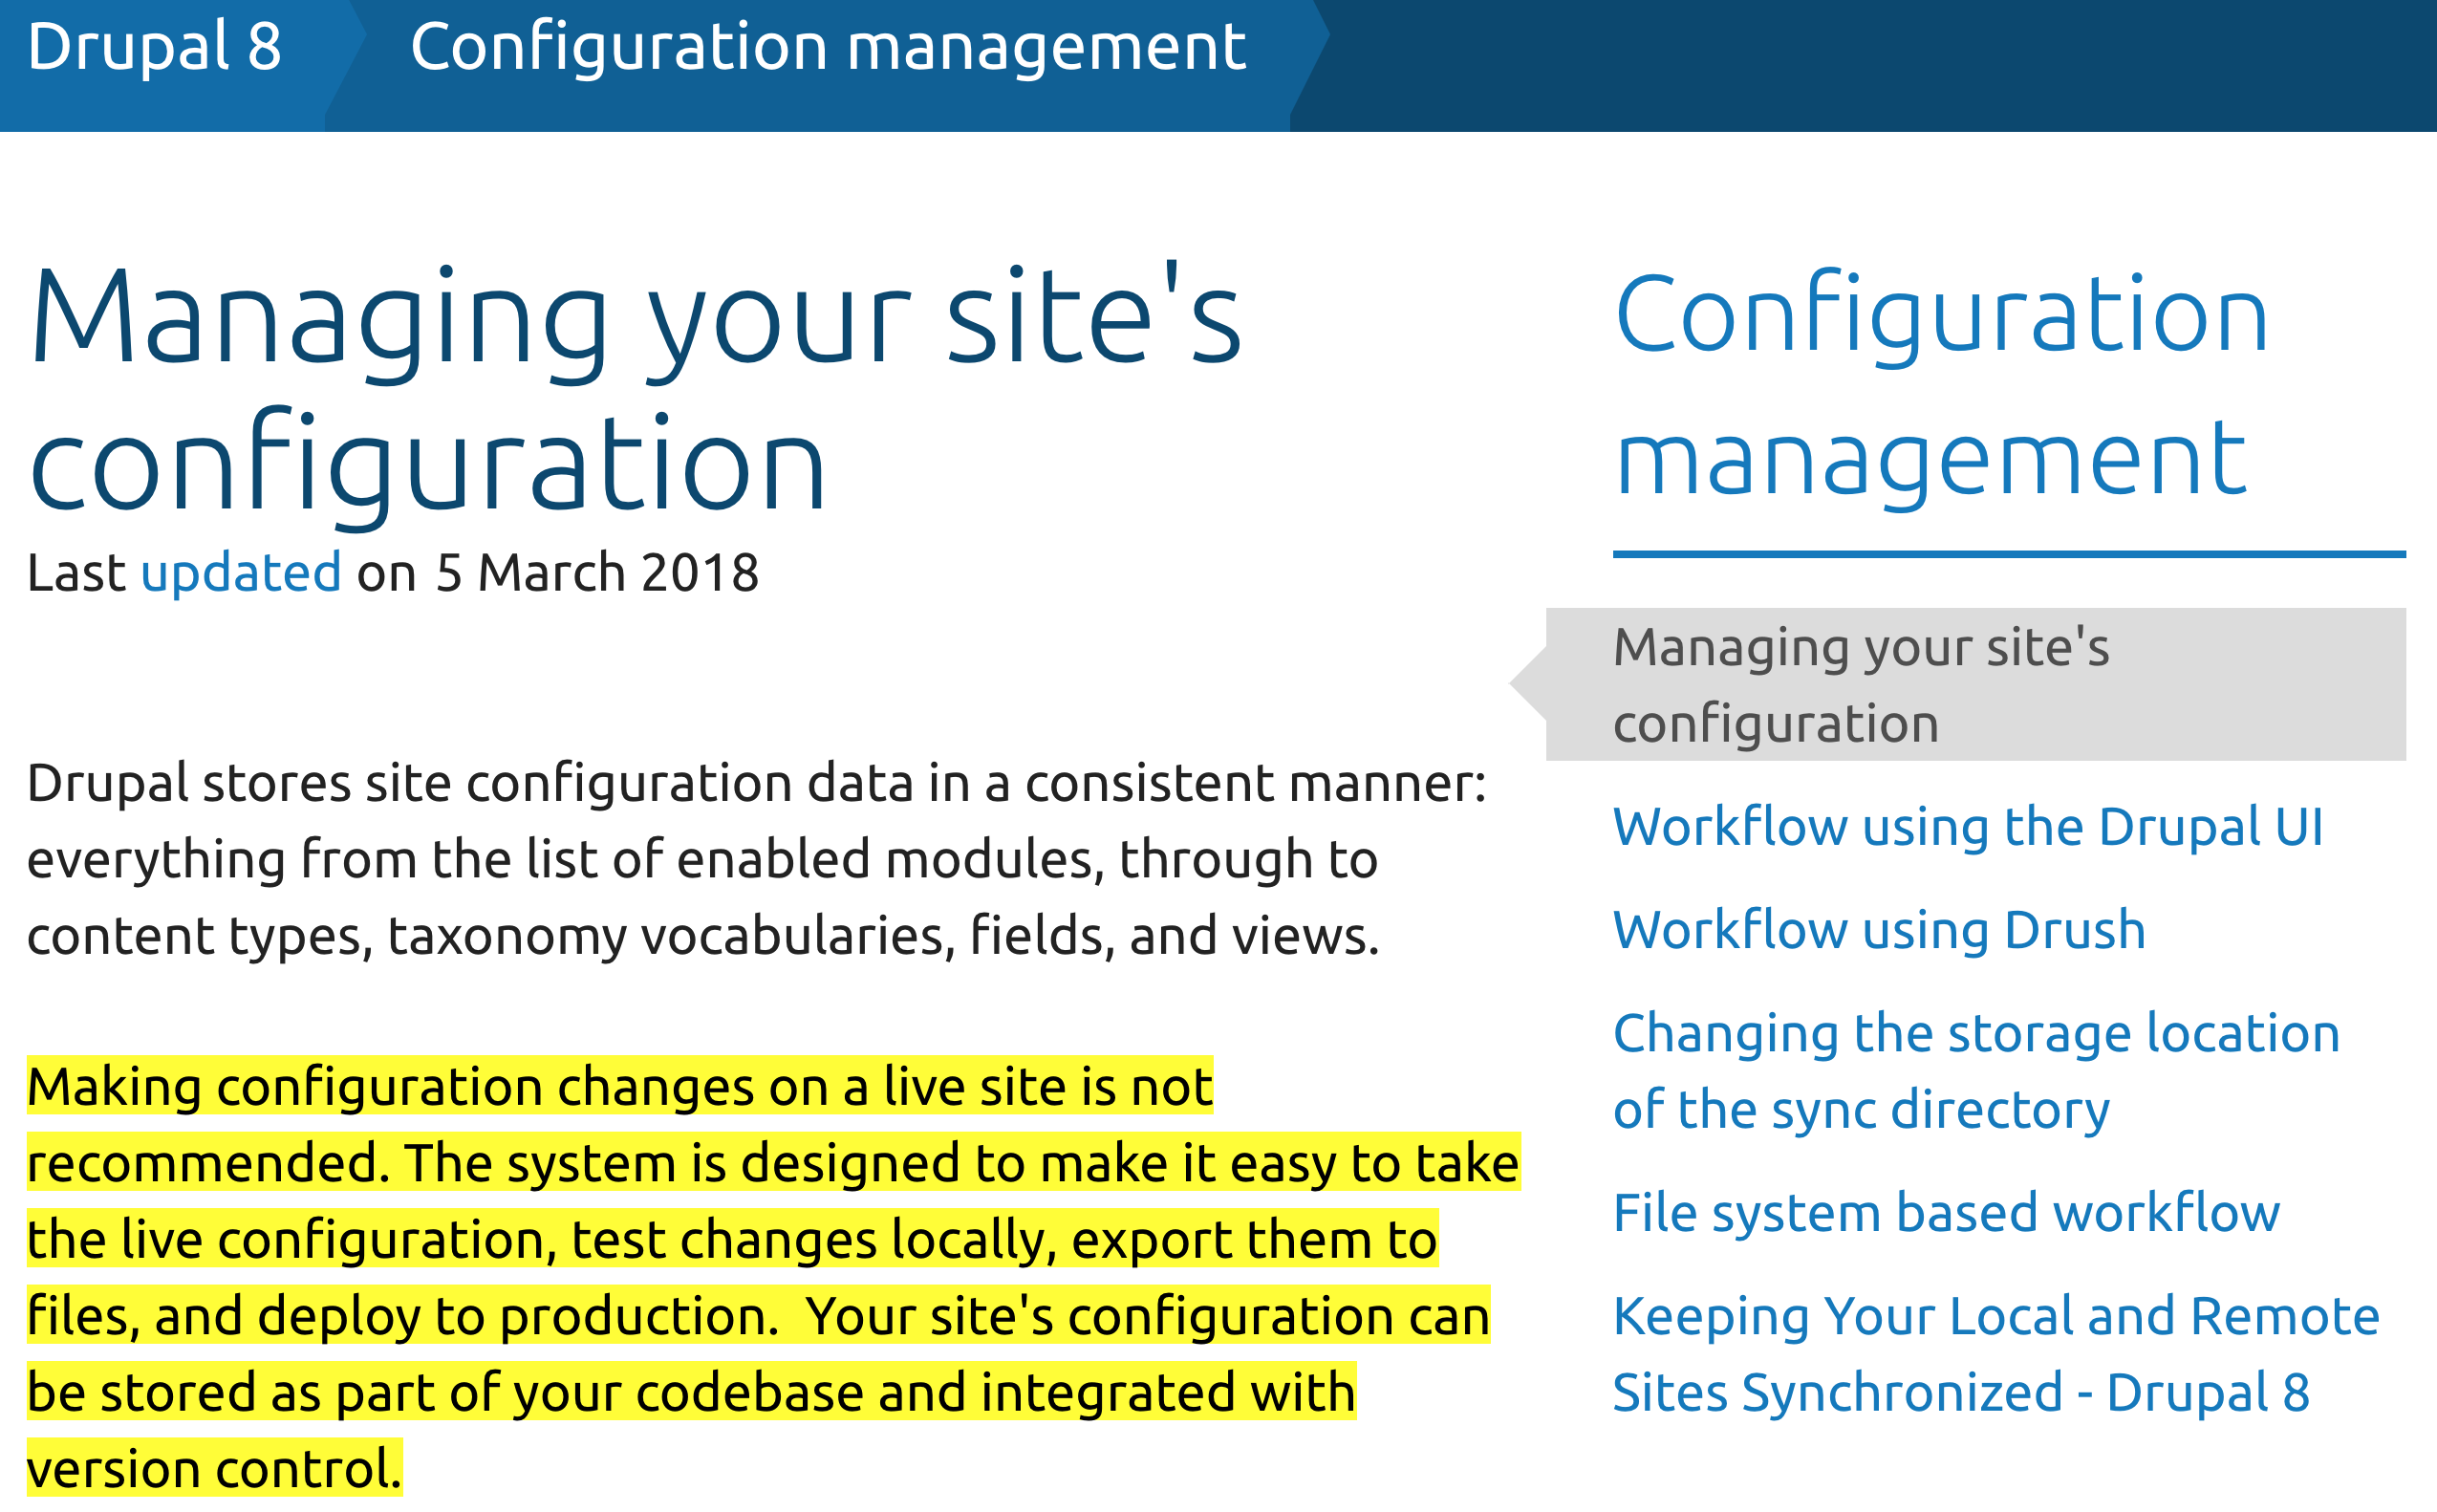 Drupal 8 Configuration management
Managing your site's
configuration
Last updated on 5 March 2018
Drupal stores site configuration data in a consistent manner:
everything from the list of enabled modules, through to
content types, taxonomy vocabularies, fields, and views.
Making configuration changes on a live site is not
recommended. The system is designed to make it easy to take
the live configuration, test changes locally, export them to
files, and deploy to production.  Your site's configuration can
be stored as part of your codebase and integrated with
version control.
Configuration
management
Managing your site's
configuration
Workflow using the Drupal UI
Workflow using Drush
Changing the storage location
of the sync directory
File system based workflow
Keeping Your Local and Remote
Sites Synchronized - Drupal 8